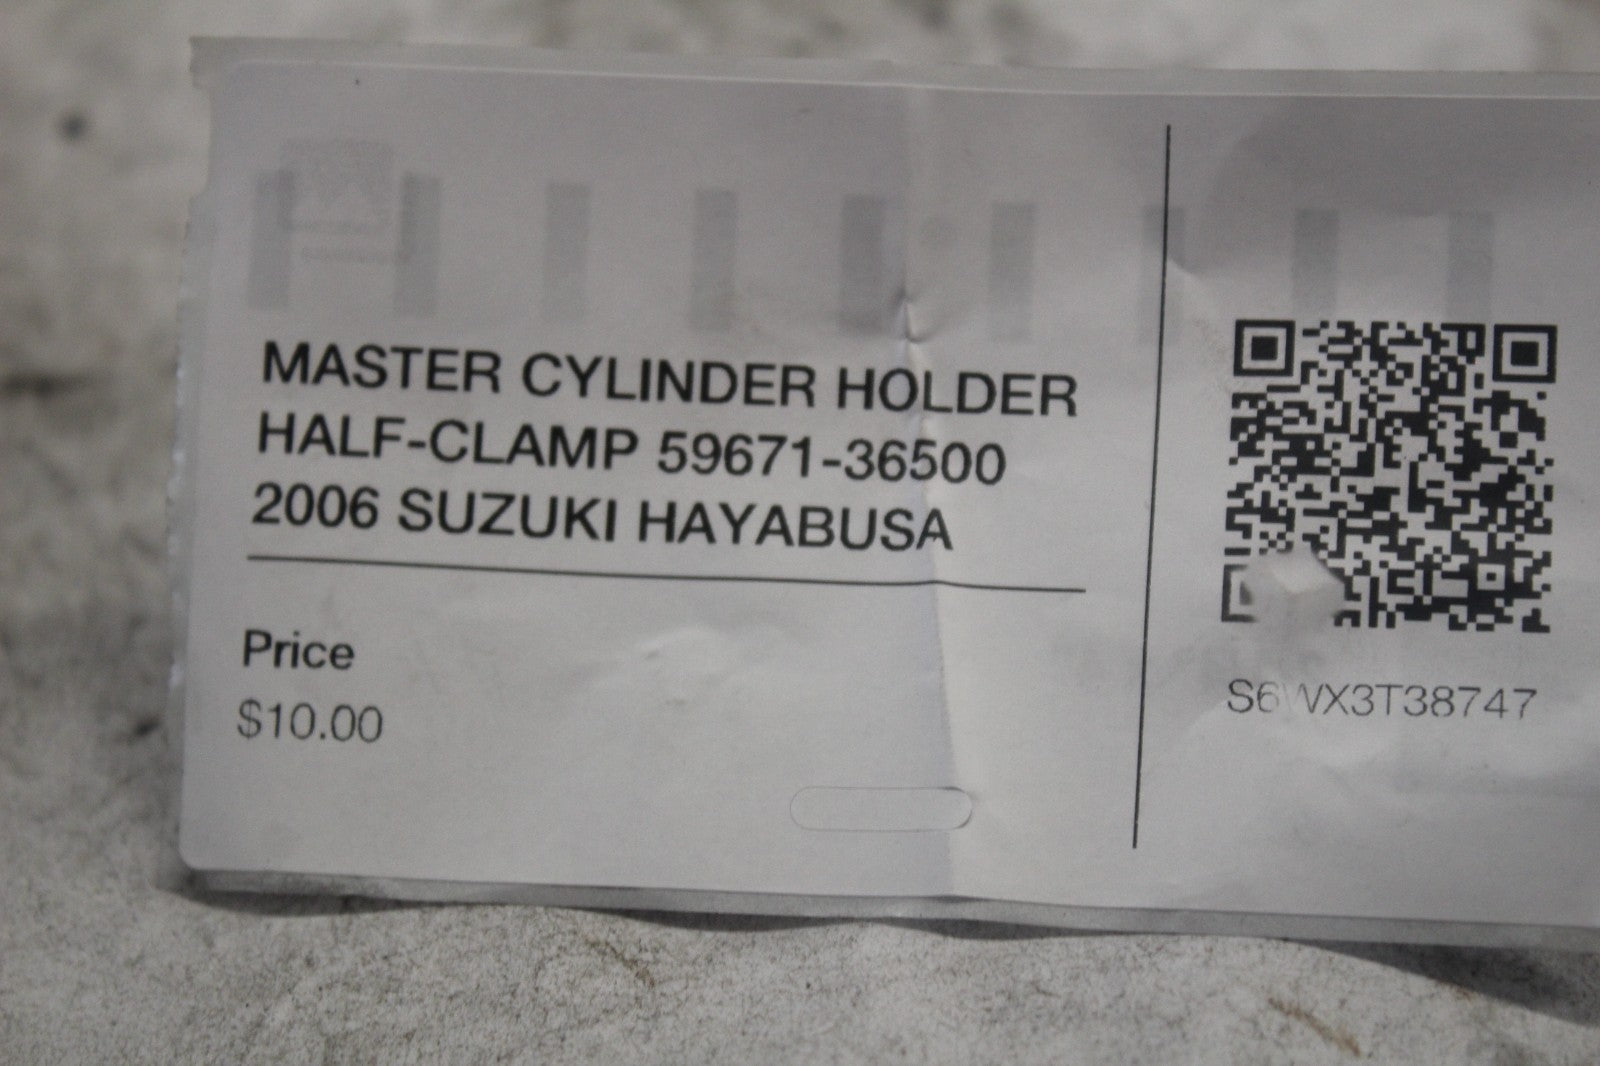 MASTER CYLINDER HOLDER
HALF-CLAMP 59671-36500
2006 SUZUKI HAYABUSA
Price
$10.00
S6WX3T38747